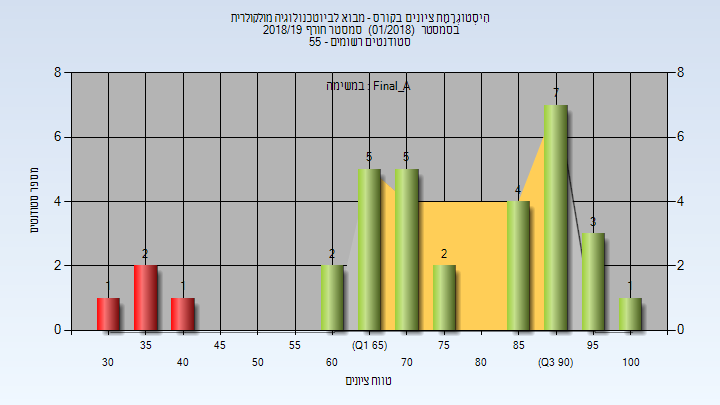 הִיסְטוֹגְרָמַת ציונים בקורס - מבוא לביוטכנולוגיה מולקולרית
בסמסטר (01/2018) סמסטר חורף 2018/19
סטודנטים רשומים - 55
במשימה : Final_A
מספר סטודנטים
8 8
6 6
4 4
2 2
0 0
1 2 1 2 5 5 2 4 7 3 1
35 45 55 (Q1 65) 75 85 95
30 40 50 60 70 80 (Q3 90) 100
טווח ציונים